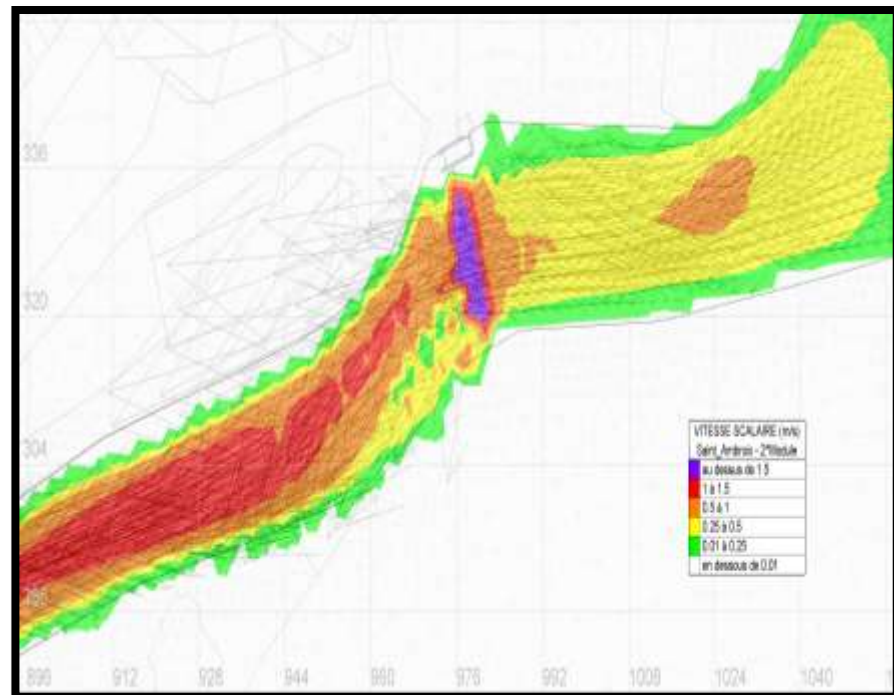 336
320
304
VITESSE SCALAIRE (m/s)
Saint_Ambroix - 2*Module
au dessus de 1.5
1 à 1.5
0.5 à 1
0.25 à 0.5
0.01 à 0.25
en dessous de 0.01
896 912 928 944 960 976 992 1008 1024 1040